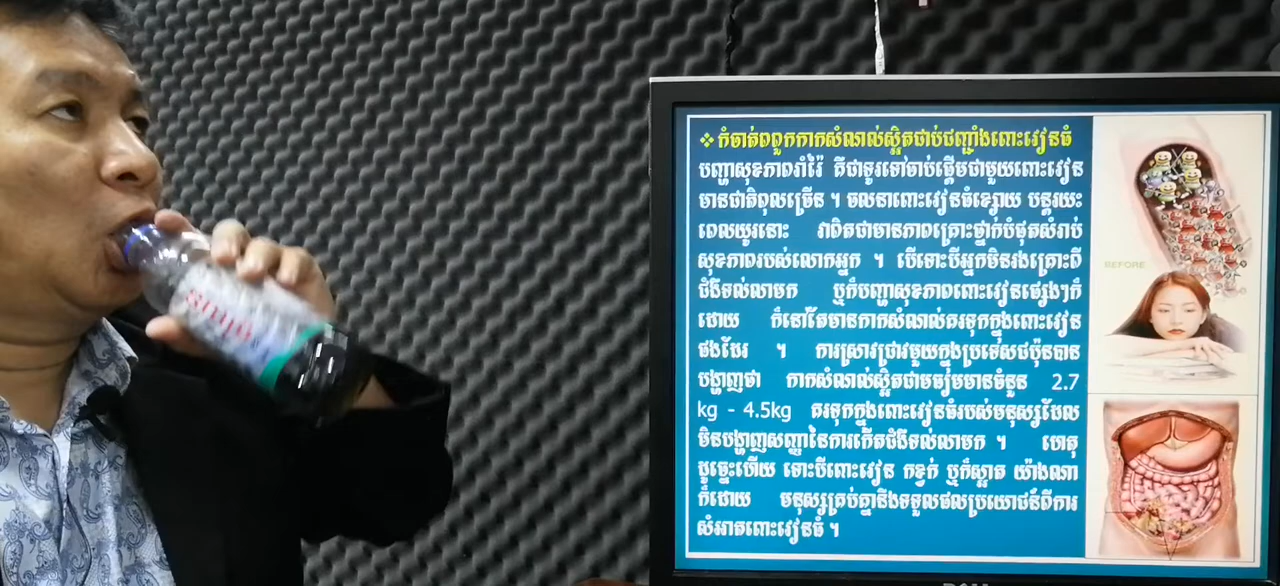 ❖កំចាត់ពពួកកាកសំណល់ស្អិតជាប់ជញ្ជាំងពោះវៀនធំ
បញ្ហាសុខភាពរ៉ាំរ៉ៃ គឺជាទូរទៅចាប់ផ្ដើមជាមួយពោះវៀន
មានជាតិពុលច្រើន ។ ចលនាពោះវៀនធំខ្សោយ បន្តរយះ
ពេលយូរនោះ វាពិតជាមានភាពគ្រោះថ្នាក់បំផុតសំរាប់
សុខភាពរបស់លោកអ្នក ។ បើទោះបីអ្នកមិនរងគ្រោះពី
ជំងឺទល់លាមក ឬក៏បញ្ហាសុខភាពពោះវៀនផ្សេងៗក៏
ដោយ ក៏នៅតែមានកាកសំណល់គរទុកក្នុងពោះវៀន
ផងដែរ ។ ការស្រាវជ្រាវមួយក្នុងប្រទេសជប៉ុនបាន
បង្ហាញថា កាកសំណល់ស្អិតជាមធ្យមមានចំនួន 2.7
kg - 4.5kg គរទុកក្នុងពោះវៀនធំរបស់មនុស្សដែល
មិនបង្ហាញសញ្ញានៃការកើតជំងឺទល់លាមក ។ ហេតុ
ដូច្នេះហើយ ទោះបីពោះវៀន កខ្វក់ ឬក៏ស្អាត យ៉ាងណា
ក៏ដោយ មនុស្សគ្រប់គ្នានឹងទទួលផលប្រយោជន៍ពីការ
សំអាតពោះវៀនធំ ។
BEFORE